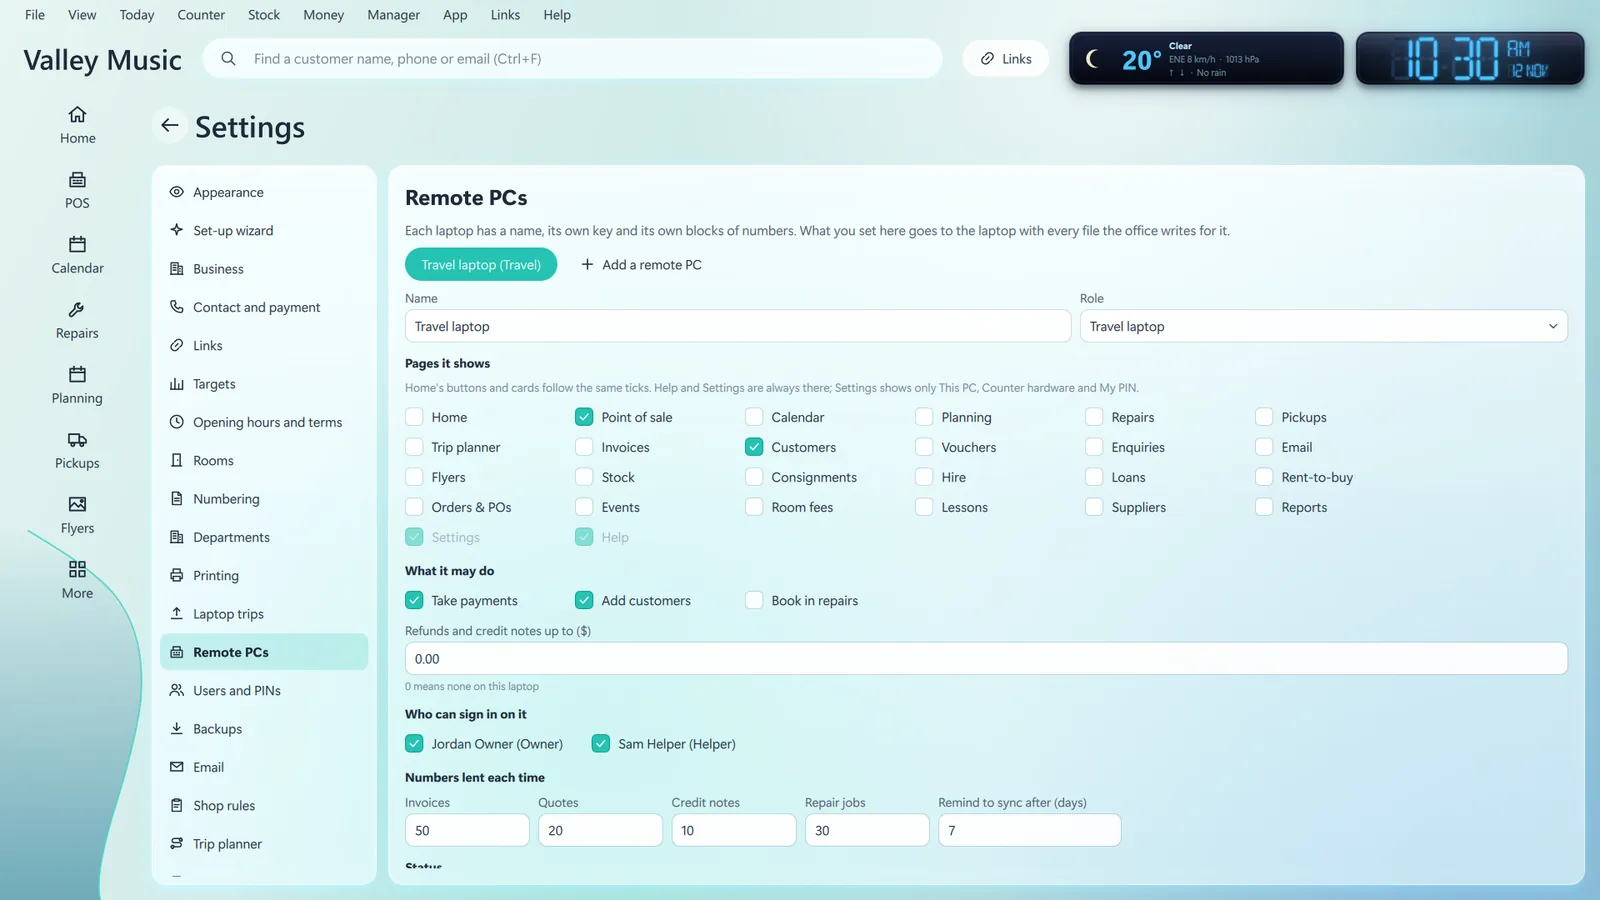 File View Today Counter Stock Money Manager App Links Help
Valley Music
Find a customer name, phone or email (Ctrl+F)
Links
20°
Clear
ENE 8 km/h · 1013 hPa
↑ ↓ · No rain
10:30 AM
12 NOV
Home
POS
Calendar
Repairs
Planning
Pickups
Flyers
More
Settings
Appearance
Set-up wizard
Business
Contact and payment
Links
Targets
Opening hours and terms
Rooms
Numbering
Departments
Printing
Laptop trips
Remote PCs
Users and PINs
Backups
Email
Shop rules
Trip planner
Remote PCs
Each laptop has a name, its own key and its own blocks of numbers. What you set here goes to the laptop with every file the office writes for it.
Travel laptop (Travel) + Add a remote PC
Name Role
Travel laptop Travel laptop
Pages it shows
Home's buttons and cards follow the same ticks. Help and Settings are always there; Settings shows only This PC, Counter hardware and My PIN.
Home Point of sale Calendar Planning Repairs Pickups
Trip planner Invoices Customers Vouchers Enquiries Email
Flyers Stock Consignments Hire Loans Rent-to-buy
Orders & POs Events Room fees Lessons Suppliers Reports
Settings Help
What it may do
Take payments Add customers Book in repairs
Refunds and credit notes up to ($)
0.00
0 means none on this laptop
Who can sign in on it
Jordan Owner (Owner) Sam Helper (Helper)
Numbers lent each time
Invoices Quotes Credit notes Repair jobs Remind to sync after (days)
50 20 10 30 7
Status